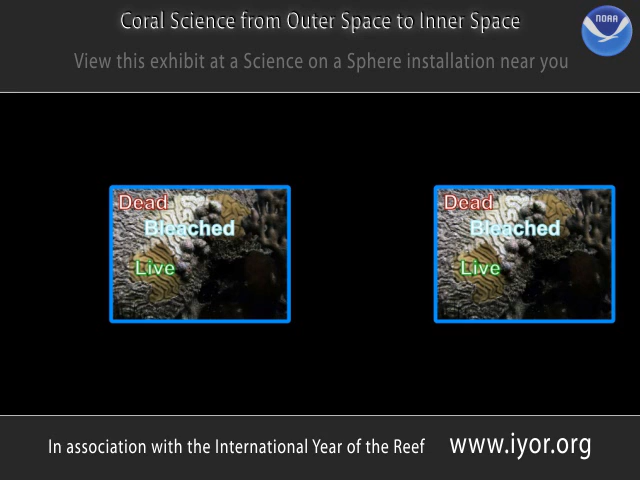 Coral Science from Outer Space to Inner Space
NOAA
View this exhibit at a Science on a Sphere installation near you
Dead
Bleached
Live
Dead
Bleached
Live
In association with the International Year of the Reef www.iyor.org